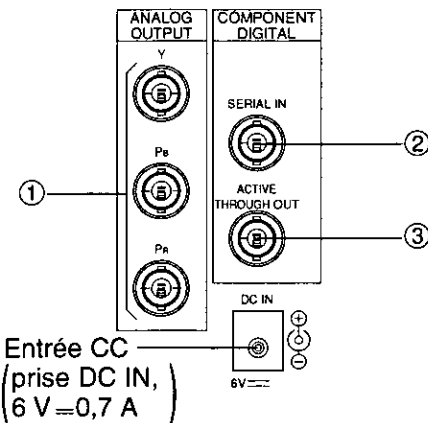 ANALOG
OUTPUT
COMPONENT
DIGITAL
Y
SERIAL IN
②
PB
①
ACTIVE
THROUGH OUT
③
PR
DC IN
⊕
⊖
6V⎓
Entrée CC
(prise DC IN,
6 V⎓0,7 A)